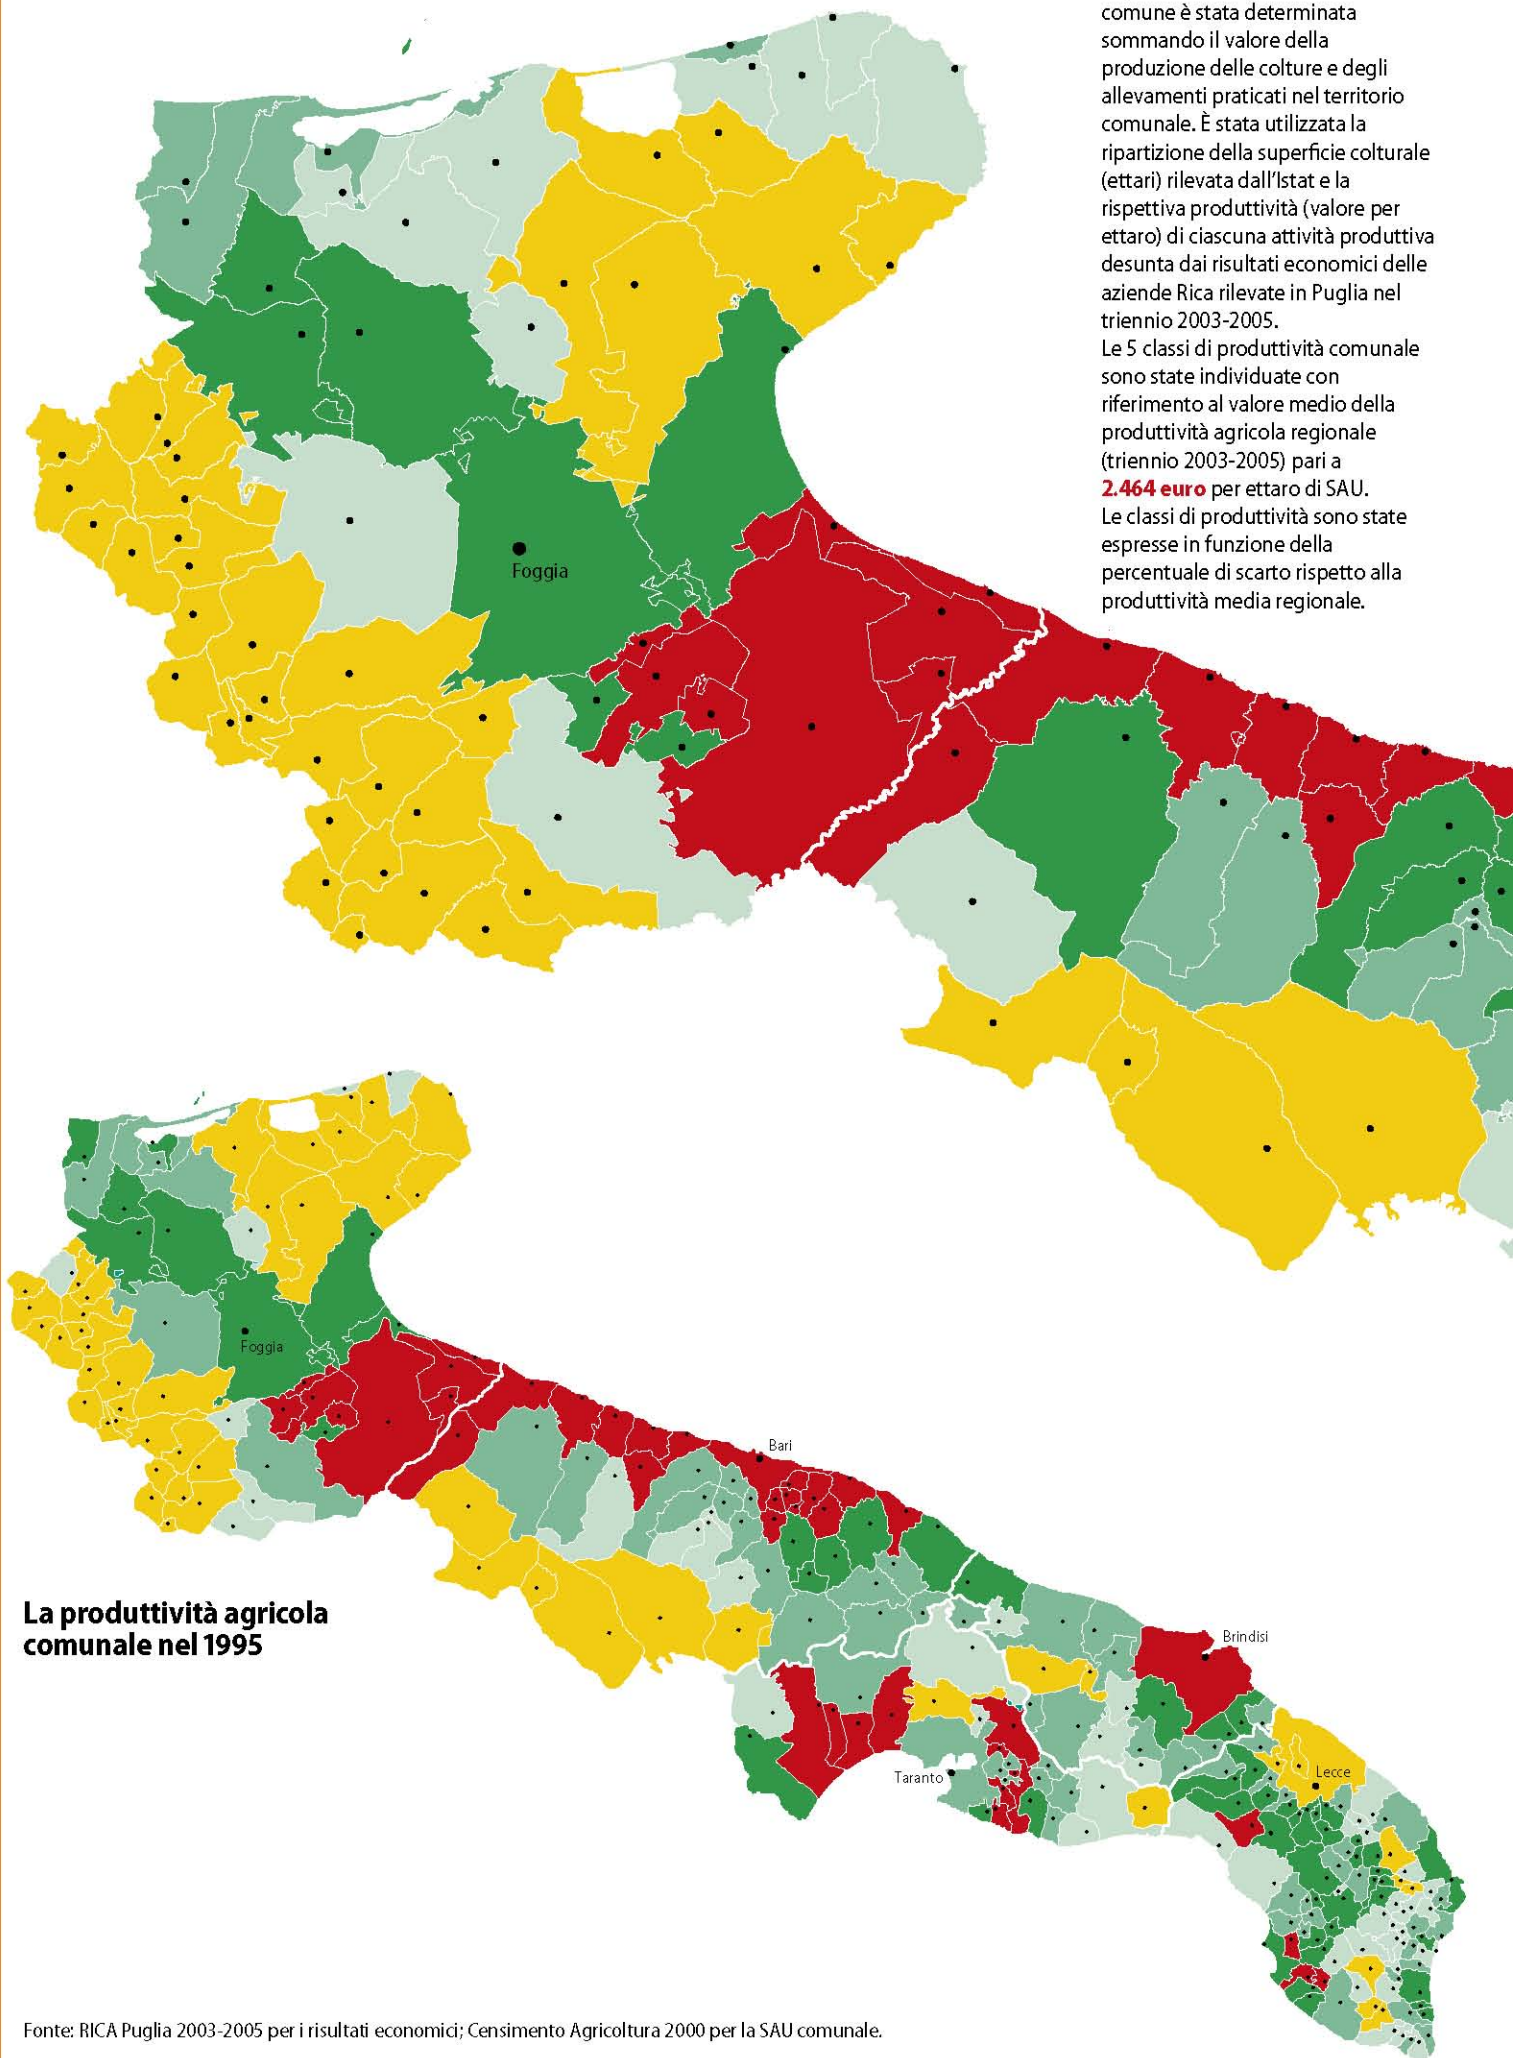 comune è stata determinata
sommando il valore della
produzione delle colture e degli
allevamenti praticati nel territorio
comunale. È stata utilizzata la
ripartizione della superficie colturale
(ettari) rilevata dall'Istat e la
rispettiva produttività (valore per
ettaro) di ciascuna attività produttiva
desunta dai risultati economici delle
aziende Rica rilevate in Puglia nel
triennio 2003-2005.
Le 5 classi di produttività comunale
sono state individuate con
riferimento al valore medio della
produttività agricola regionale
(triennio 2003-2005) pari a
2.464 euro per ettaro di SAU.
Le classi di produttività sono state
espresse in funzione della
percentuale di scarto rispetto alla
produttività media regionale.
Foggia
Foggia
Bari
La produttività agricola
comunale nel 1995
Brindisi
Taranto
Lecce
Fonte: RICA Puglia 2003-2005 per i risultati economici; Censimento Agricoltura 2000 per la SAU comunale.